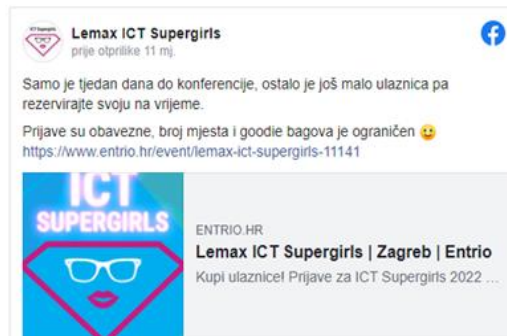 ICT Supergirls
Lemax ICT Supergirls
prije otprilike 11 mj.
Samo je tjedan dana do konferencije, ostalo je još malo ulaznica pa
rezervirajte svoju na vrijeme.
Prijave su obavezne, broj mjesta i goodie bagova je ograničen 😀
https://www.entrio.hr/event/lemax-ict-supergirls-11141
ICT
SUPERGIRLS
ENTRIO.HR
Lemax ICT Supergirls | Zagreb | Entrio
Kupi ulaznice! Prijave za ICT Supergirls 2022 ...